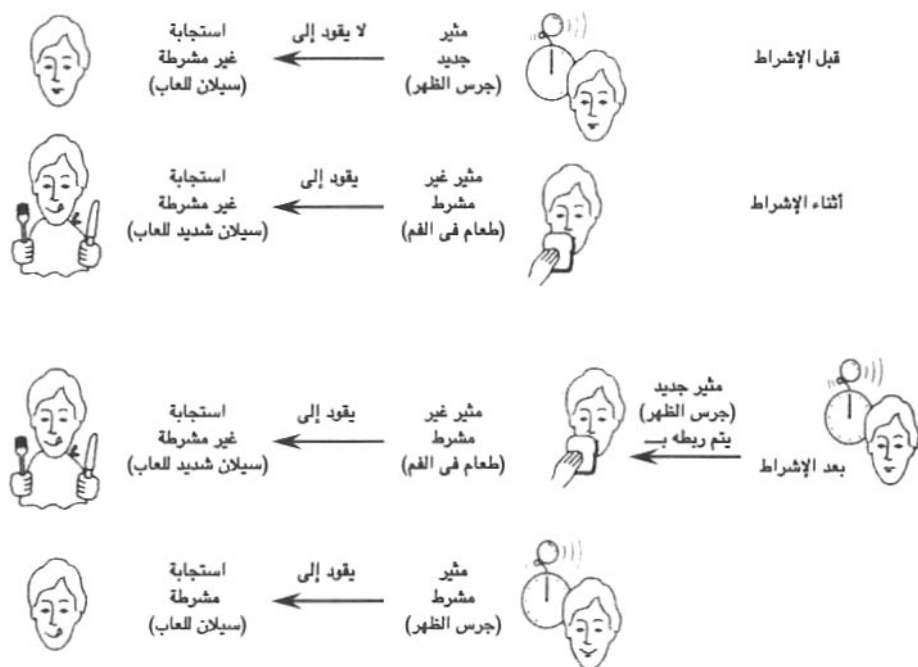 قبل الإشراط
مثير
جديد
(جرس الظهر)
لا يقود إلى
استجابة
غير مشرطة
(سيلان للعاب)
أثناء الإشراط
مثير غير
مشرط
(طعام فى الفم)
يقود إلى
استجابة
غير مشرطة
(سيلان شديد للعاب)
بعد الإشراط
مثير جديد
(جرس الظهر)
يتم ربطه بـ
مثير غير
مشرط
(طعام فى الفم)
يقود إلى
استجابة
غير مشرطة
(سيلان شديد للعاب)
مثير
مشرط
(جرس الظهر)
يقود إلى
استجابة
مشرطة
(سيلان للعاب)